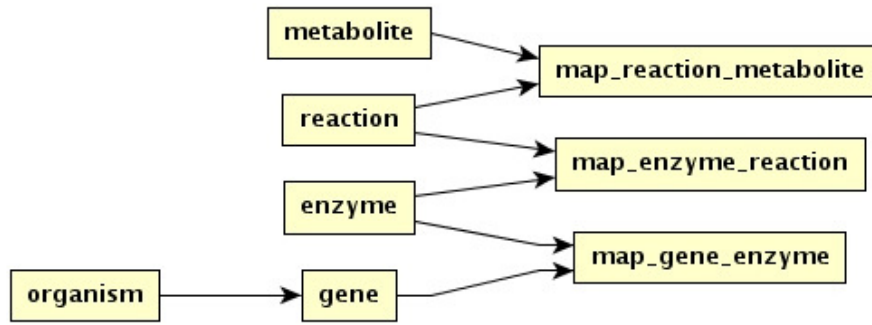 metabolite
map_reaction_metabolite
reaction
map_enzyme_reaction
enzyme
map_gene_enzyme
organism
gene